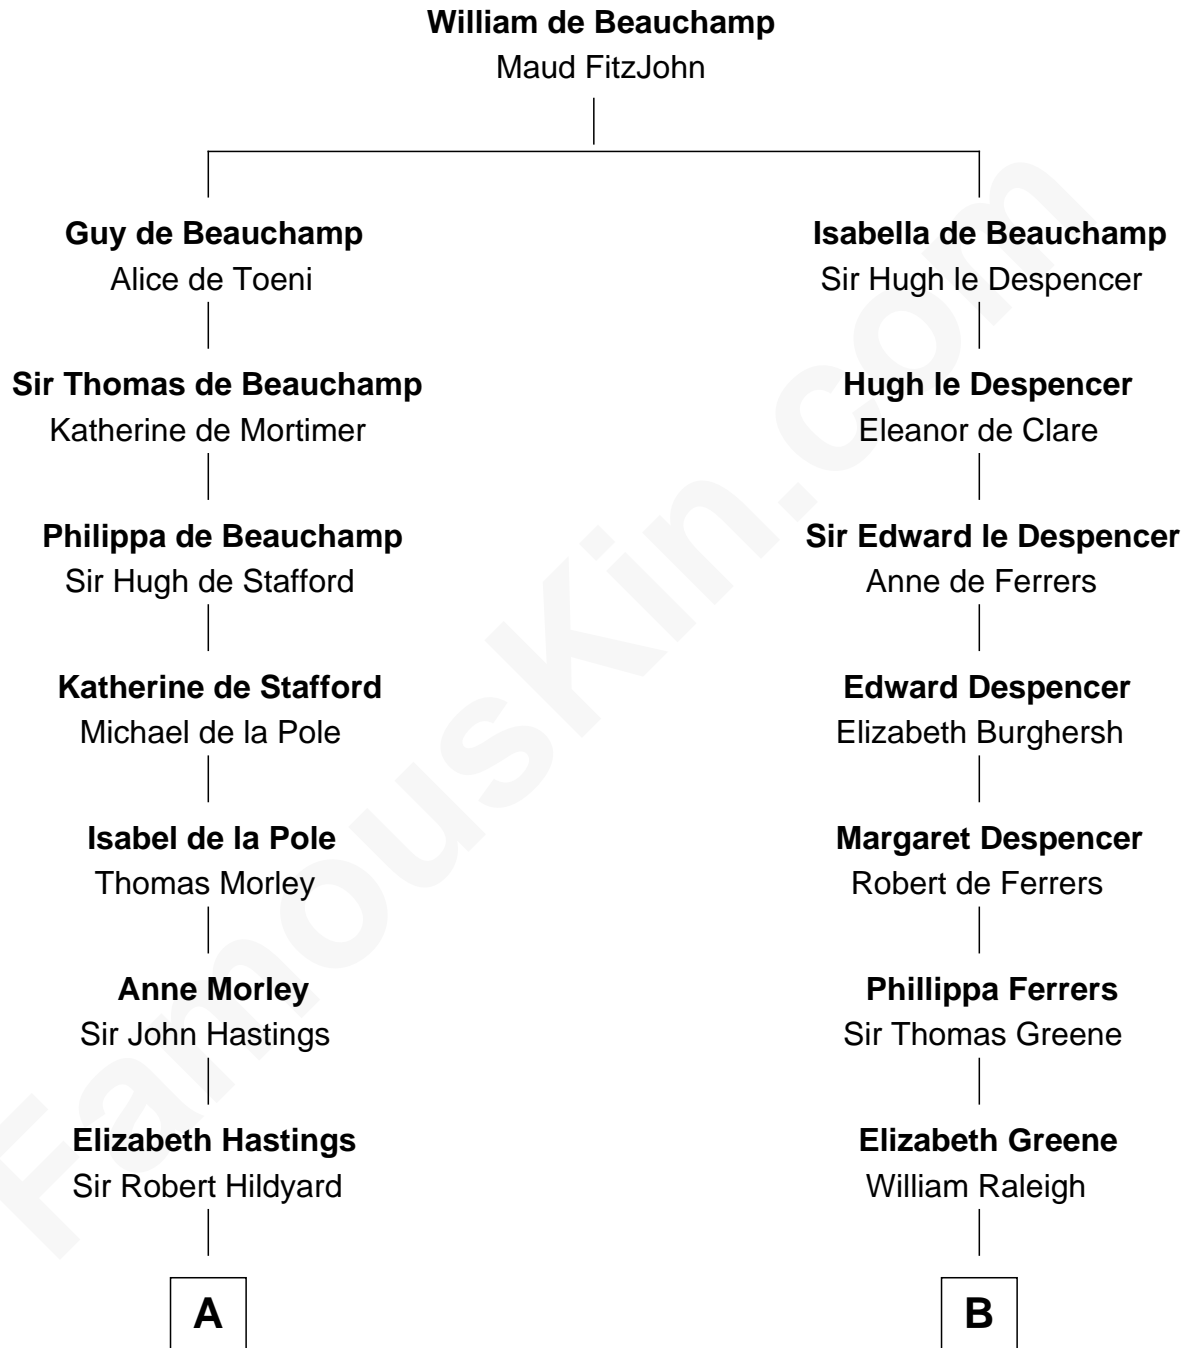 William de Beauchamp
Maud FitzJohn
Guy de Beauchamp
Alice de Toeni
Isabella de Beauchamp
Sir Hugh le Despencer
Sir Thomas de Beauchamp
Katherine de Mortimer
Hugh le Despencer
Eleanor de Clare
Philippa de Beauchamp
Sir Hugh de Stafford
Sir Edward le Despencer
Anne de Ferrers
Katherine de Stafford
Michael de la Pole
Edward Despencer
Elizabeth Burghersh
Isabel de la Pole
Thomas Morley
Margaret Despencer
Robert de Ferrers
Anne Morley
Sir John Hastings
Phillippa Ferrers
Sir Thomas Greene
Elizabeth Hastings
Sir Robert Hildyard
Elizabeth Greene
William Raleigh
A
B
FamousKin.com